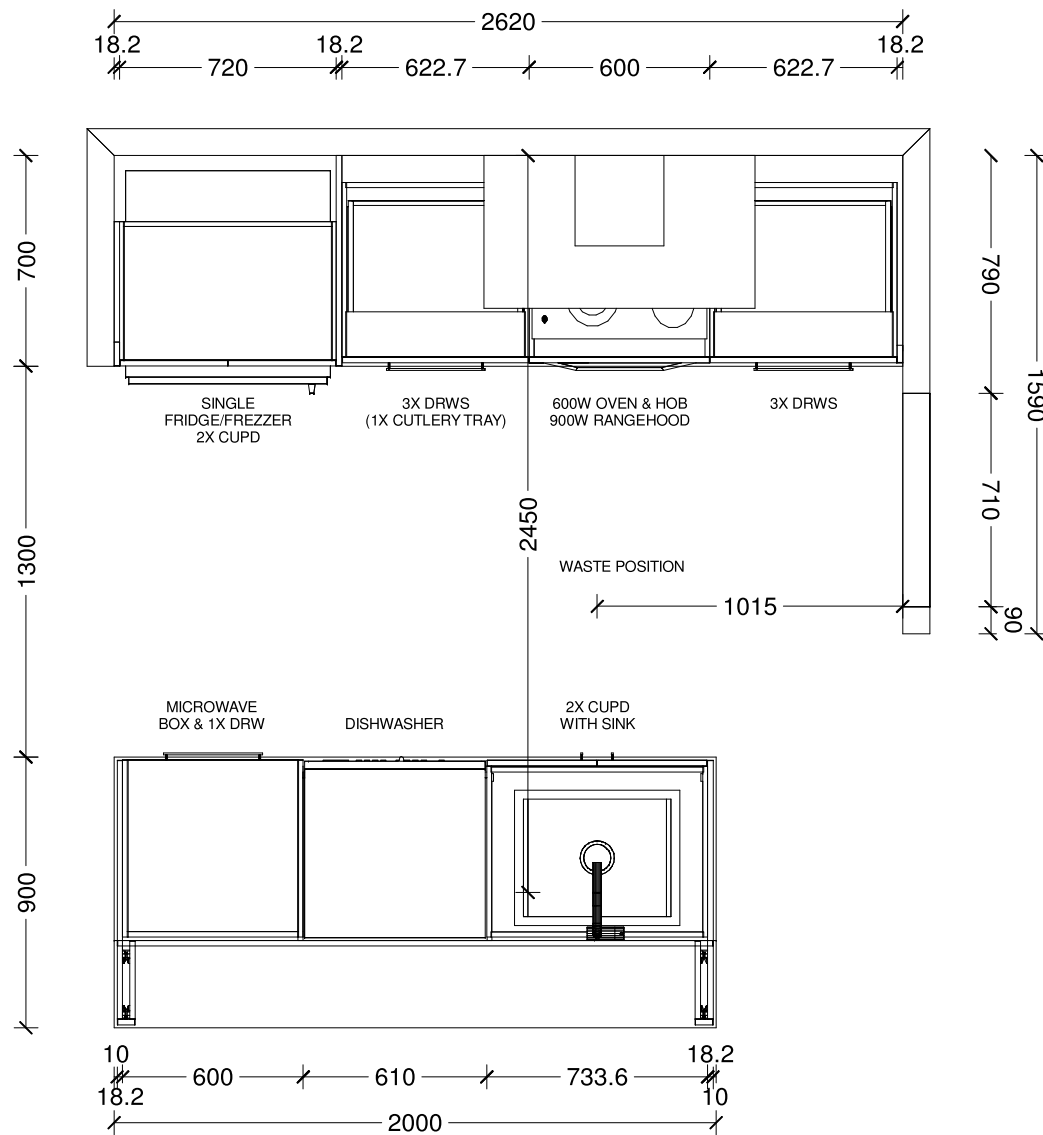 2620
18.2
18.2
18.2
720
622.7
600
622.7
700
790
1590
SINGLE
FRIDGE/FREZZER
2X CUPD
3X DRWS
(1X CUTLERY TRAY)
600W OVEN & HOB
900W RANGEHOOD
3X DRWS
2450
710
1300
WASTE POSITION
1015
90
MICROWAVE
BOX & 1X DRW
DISHWASHER
2X CUPD
WITH SINK
900
10
18.2
600
610
733.6
18.2
10
2000